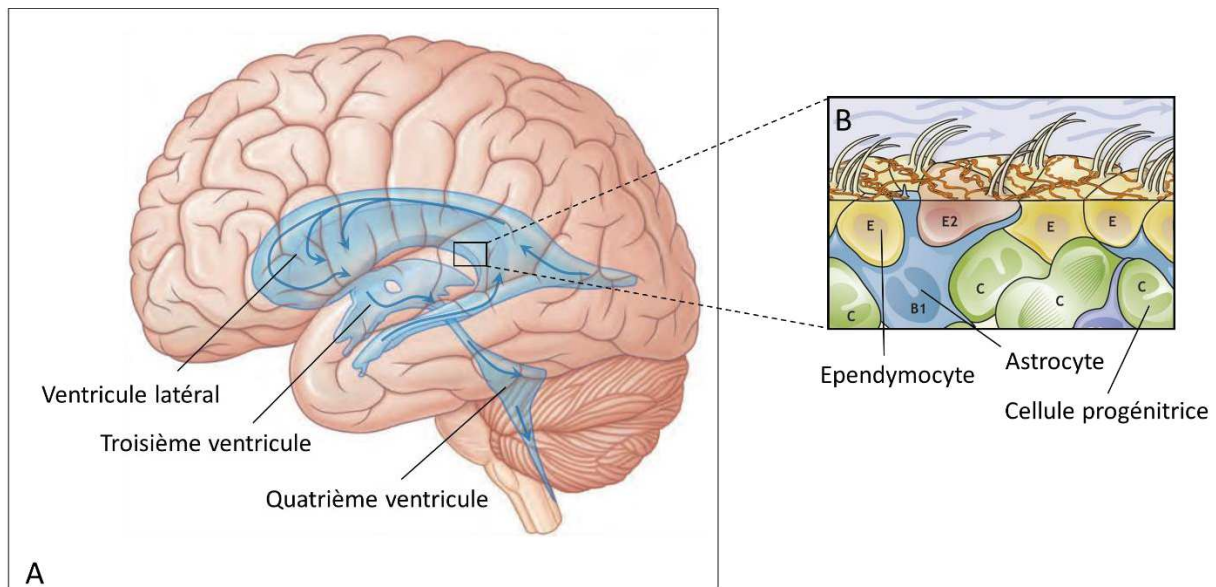 B
E
E2
E
E
C
B1
C
C
C
Ependymocyte
Astrocyte
Cellule progénitrice
Ventricule latéral
Troisième ventricule
Quatrième ventricule
A